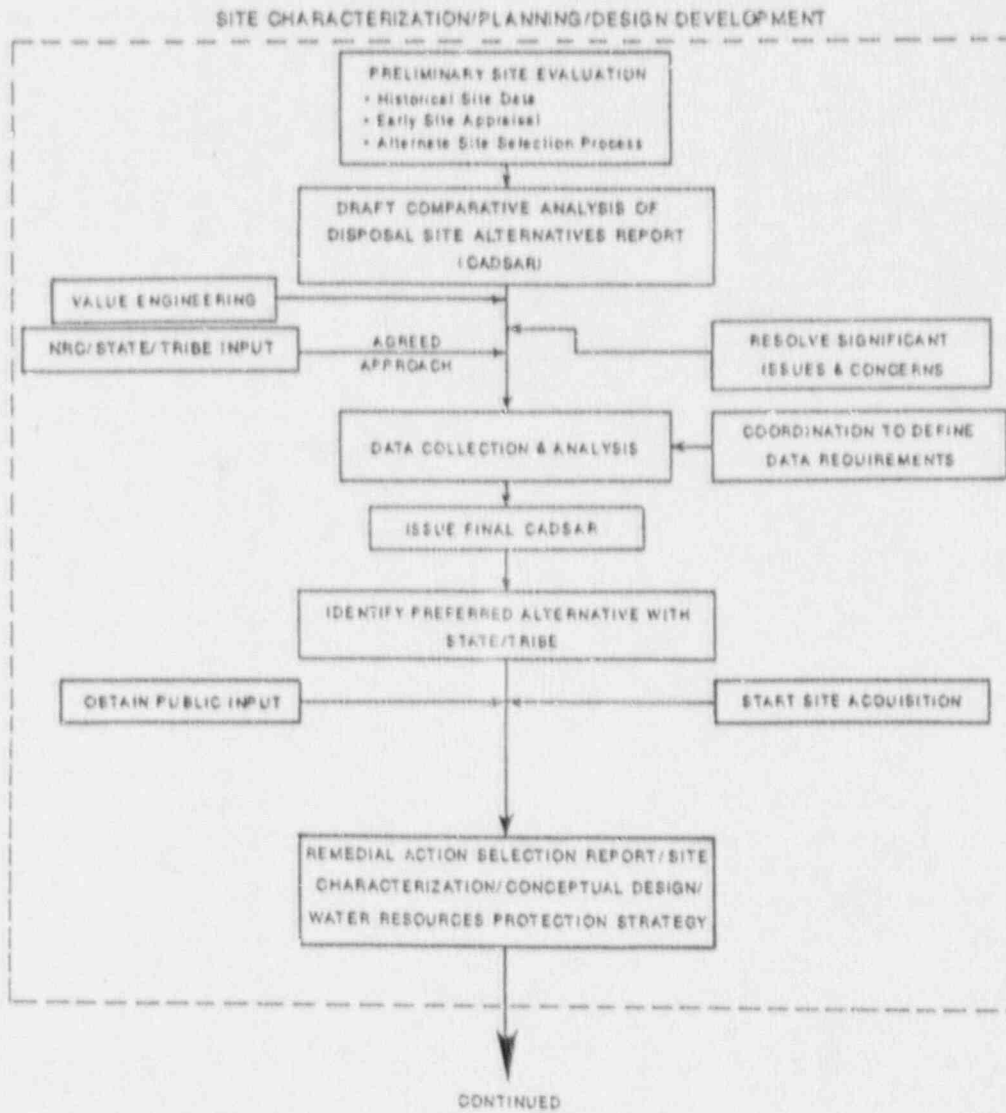 SITE CHARACTERIZATION/PLANNING/DESIGN DEVELOPMENT
PRELIMINARY SITE EVALUATION
• Historical Site Data
• Early Site Appraisal
• Alternate Site Selection Process
DRAFT COMPARATIVE ANALYSIS OF
DISPOSAL SITE ALTERNATIVES REPORT
(CADSAR)
VALUE ENGINEERING
NRC/STATE/TRIBE INPUT
AGREED
APPROACH
RESOLVE SIGNIFICANT
ISSUES & CONCERNS
DATA COLLECTION & ANALYSIS
COORDINATION TO DEFINE
DATA REQUIREMENTS
ISSUE FINAL CADSAR
IDENTIFY PREFERRED ALTERNATIVE WITH
STATE/TRIBE
OBTAIN PUBLIC INPUT
START SITE ACQUISITION
REMEDIAL ACTION SELECTION REPORT/SITE
CHARACTERIZATION/CONCEPTUAL DESIGN/
WATER RESOURCES PROTECTION STRATEGY
CONTINUED